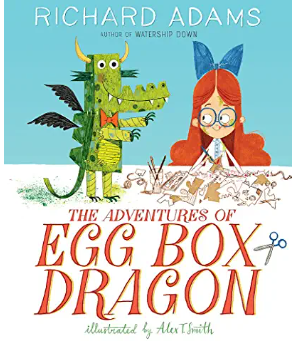 RICHARD ADAMS
AUTHOR OF WATERSHIP DOWN
THE ADVENTURES OF
EGG BOX
DRAGON
illustrated by Alex T Smith